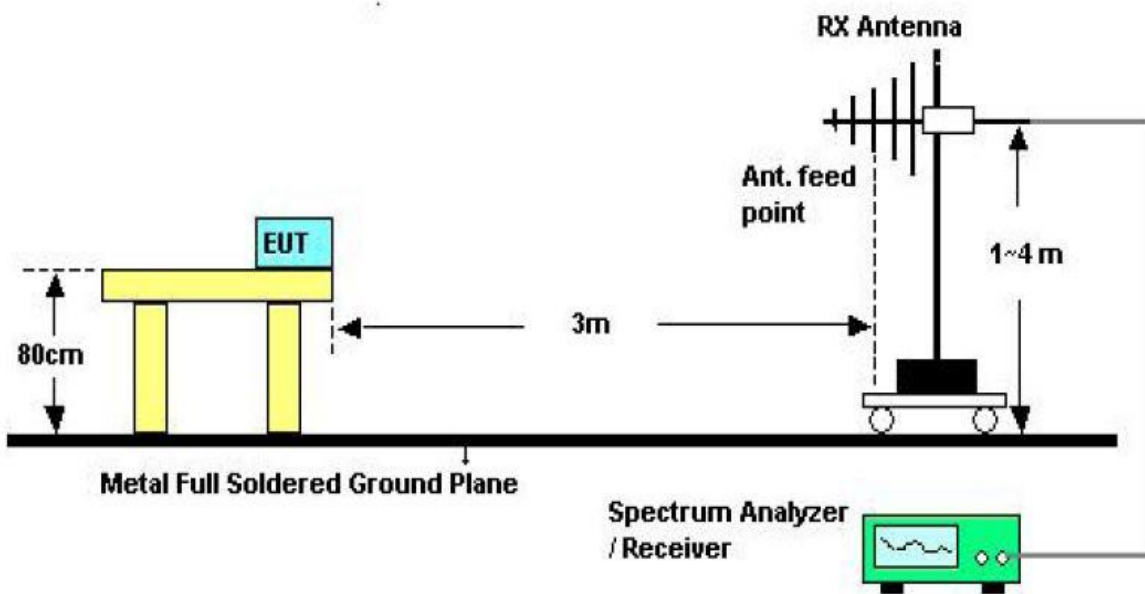 RX Antenna
Ant. feed
point
EUT
1~4 m
3m
80cm
Metal Full Soldered Ground Plane
Spectrum Analyzer
/ Receiver